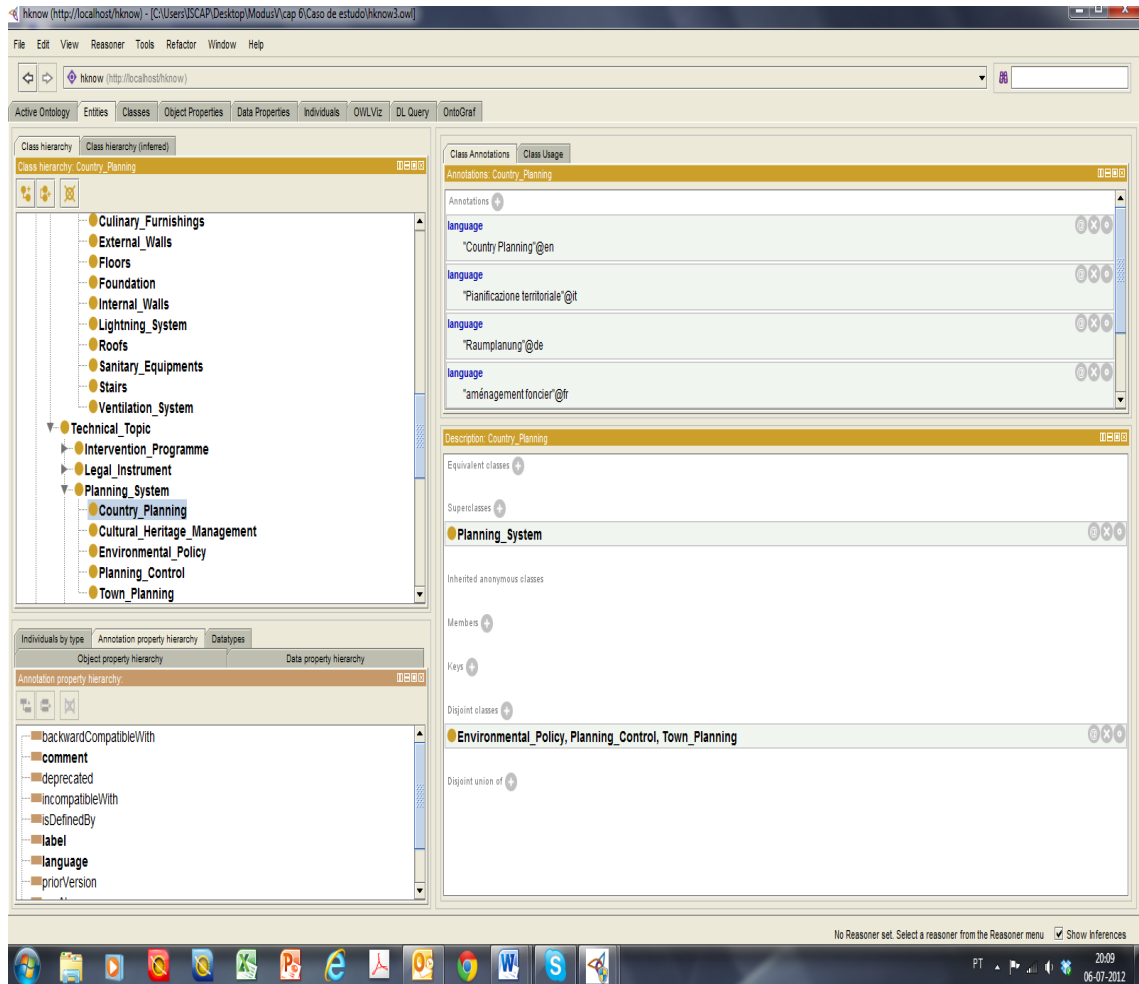 hknow (http://localhost/hknow) - [C:\Users\ISCAP\Desktop\ModusV\cap 6\Caso de estudo\hknow3.owl]
File Edit View Reasoner Tools Refactor Window Help
hknow (http://localhost/hknow)
Active Ontology Entities Classes Object Properties Data Properties Individuals OWLViz DL Query OntoGraf
Class hierarchy Class hierarchy (inferred)
Class hierarchy: Country_Planning
Culinary_Furnishings
External_Walls
Floors
Foundation
Internal_Walls
Lightning_System
Roofs
Sanitary_Equipments
Stairs
Ventilation_System
Technical_Topic
Intervention_Programme
Legal_Instrument
Planning_System
Country_Planning
Cultural_Heritage_Management
Environmental_Policy
Planning_Control
Town_Planning
Individuals by type Annotation property hierarchy Datatypes
Object property hierarchy Data property hierarchy
Annotation property hierarchy:
backwardCompatibleWith
comment
deprecated
incompatibleWith
isDefinedBy
label
language
priorVersion
Class Annotations Class Usage
Annotations: Country_Planning
Annotations
language
"Country Planning"@en
language
"Pianificazione territoriale"@it
language
"Raumplanung"@de
language
"aménagement foncier"@fr
Description: Country_Planning
Equivalent classes
Superclasses
Planning_System
Inherited anonymous classes
Members
Keys
Disjoint classes
Environmental_Policy, Planning_Control, Town_Planning
Disjoint union of
No Reasoner set. Select a reasoner from the Reasoner menu Show Inferences
PT
20:09
06-07-2012